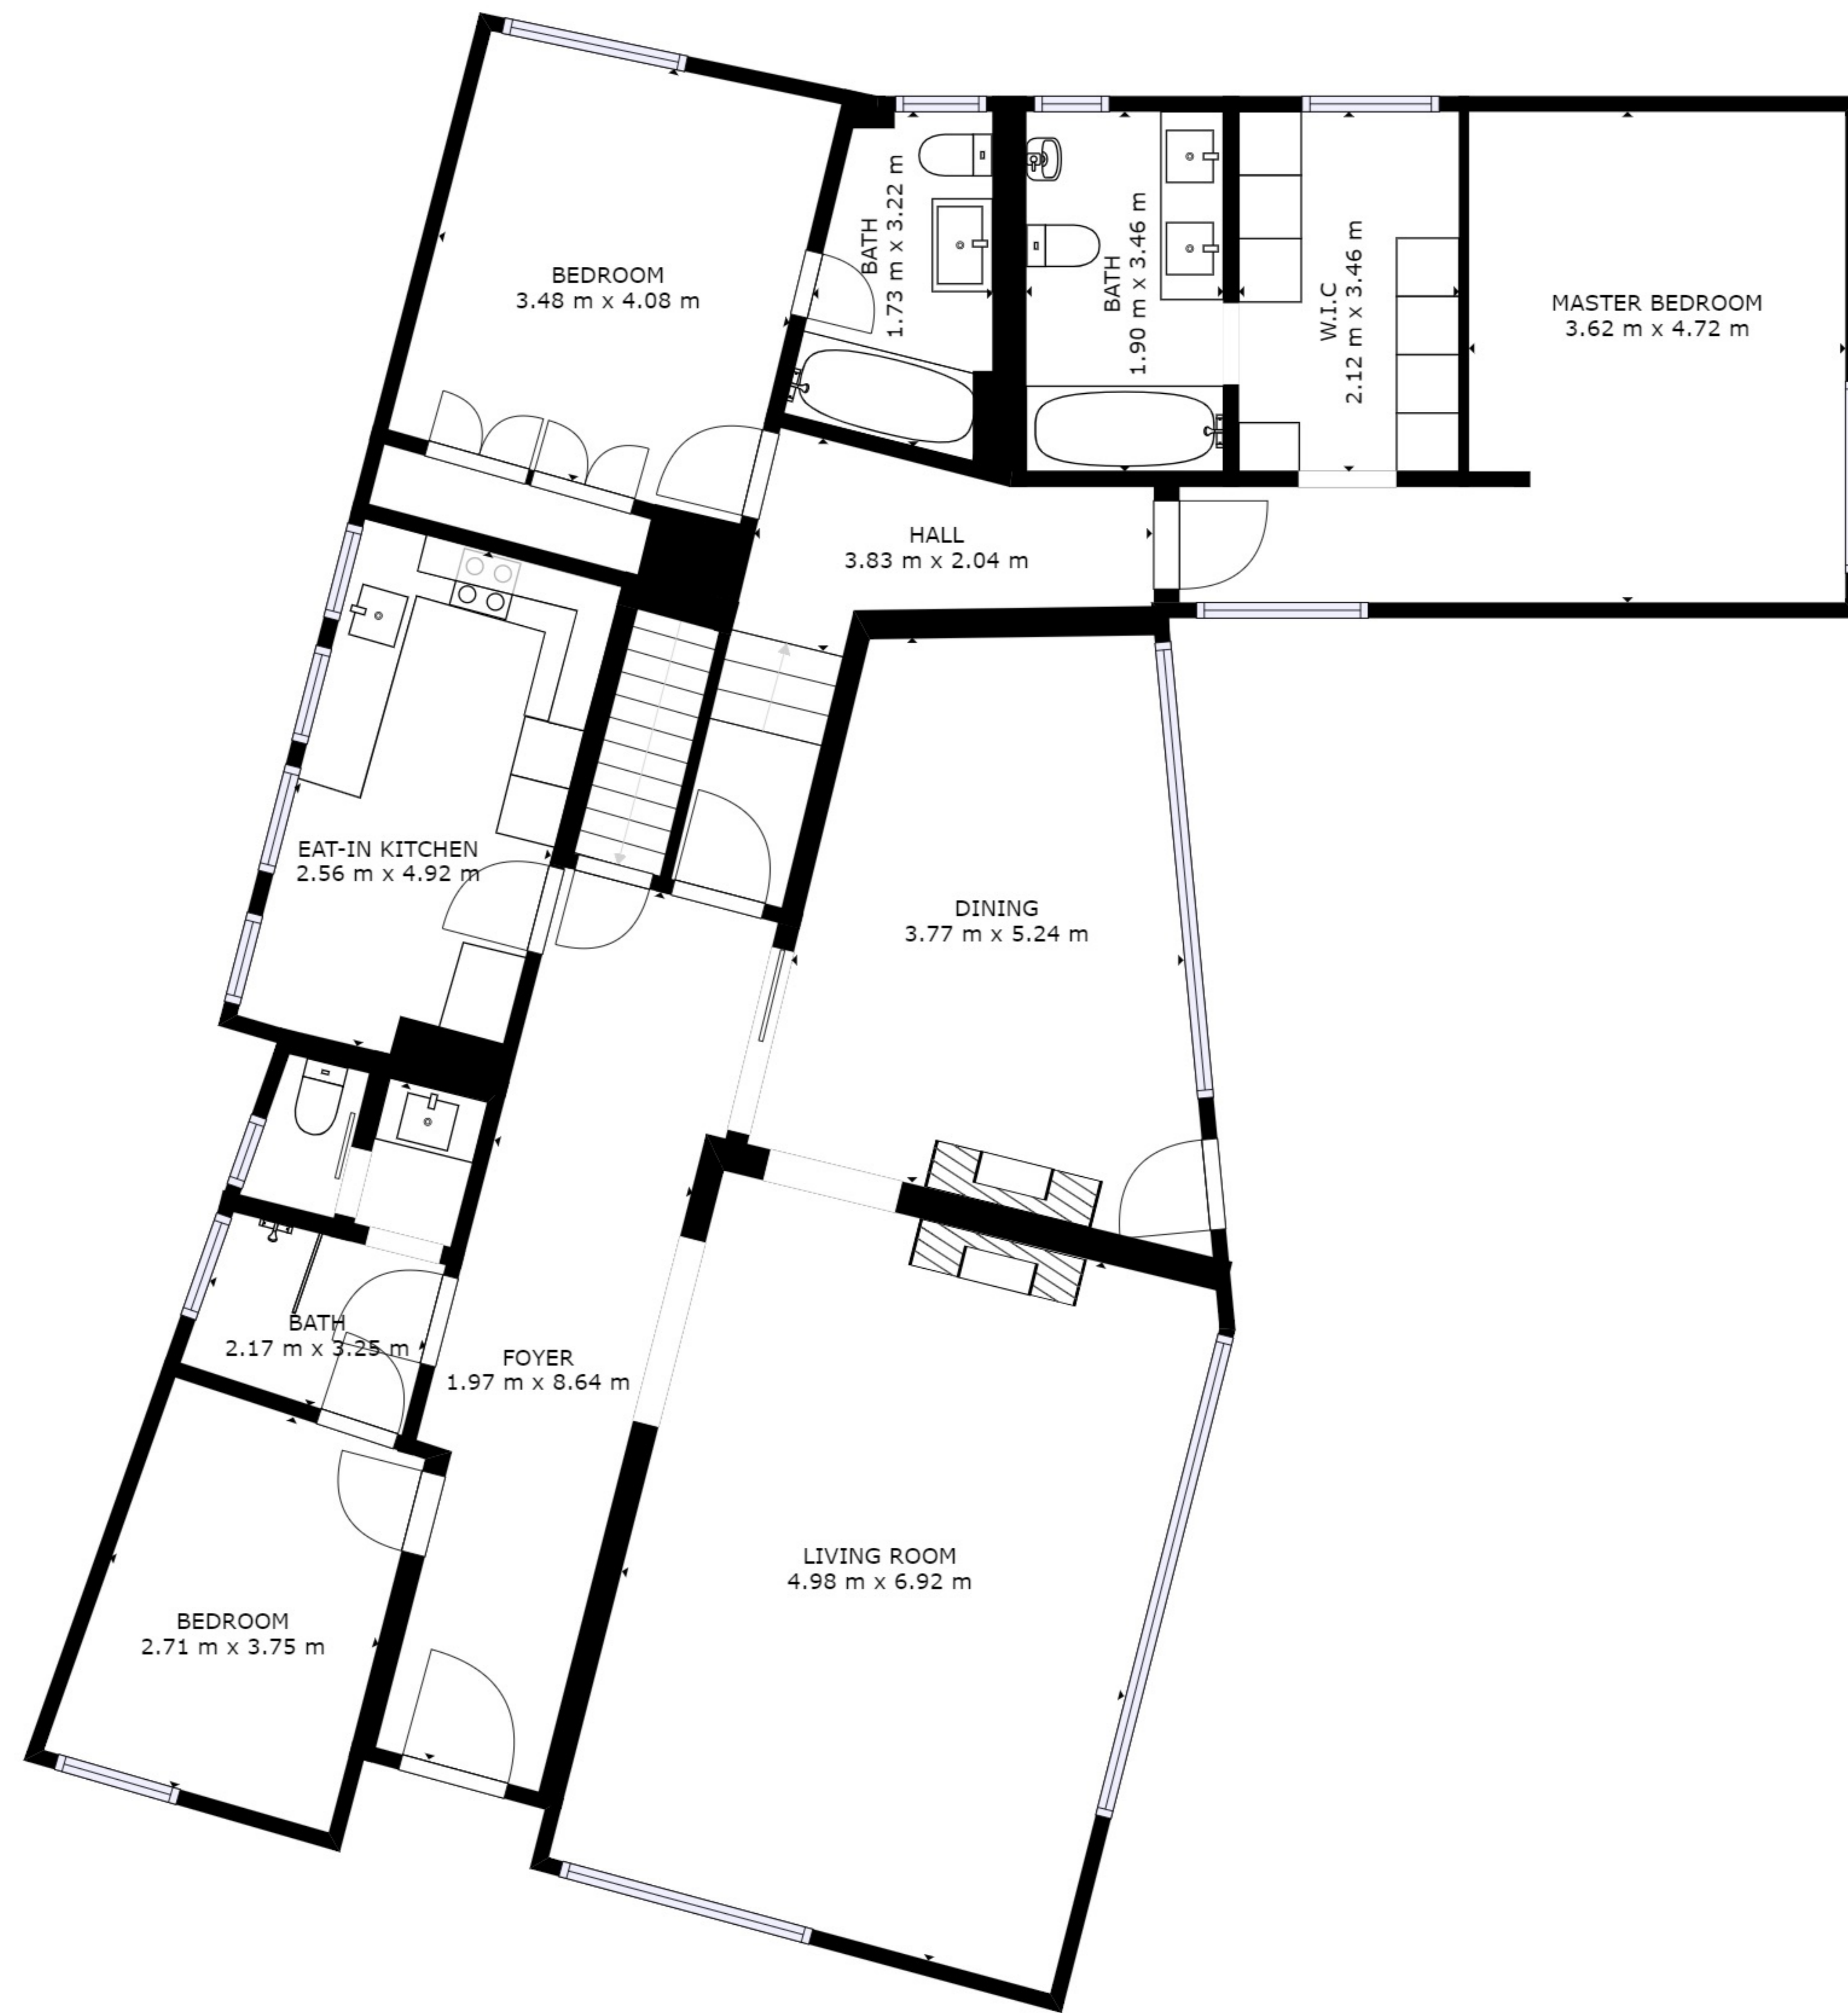 BEDROOM
3.48 m x 4.08 m
BATH
1.73 m x 3.22 m
BATH
1.90 m x 3.46 m
W.I.C
2.12 m x 3.46 m
MASTER BEDROOM
3.62 m x 4.72 m
HALL
3.83 m x 2.04 m
EAT-IN KITCHEN
2.56 m x 4.92 m
DINING
3.77 m x 5.24 m
BATH
2.17 m x 3.25 m
FOYER
1.97 m x 8.64 m
LIVING ROOM
4.98 m x 6.92 m
BEDROOM
2.71 m x 3.75 m